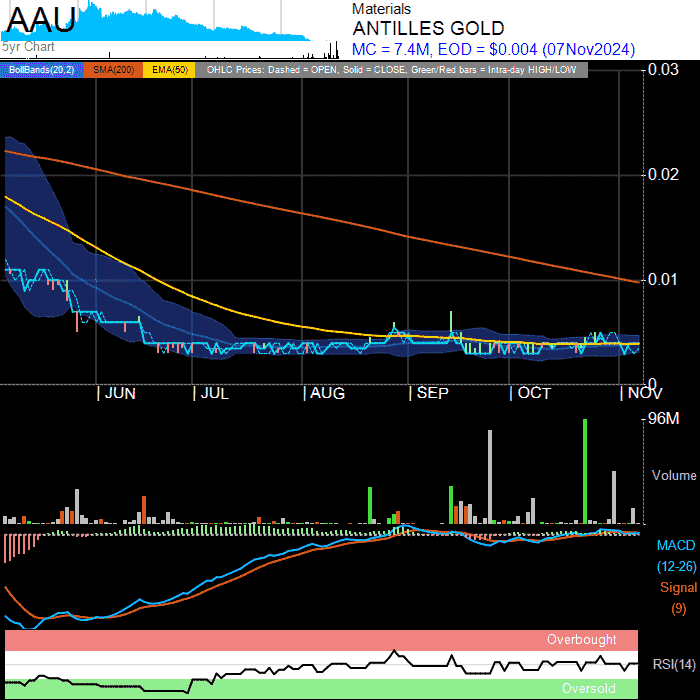 AAU
5yr Chart
Materials
ANTILLES GOLD
MC = 7.4M, EOD = $0.004 (07Nov2024)
BollBands(20,2) SMA(200) EMA(50) OHLC Prices: Dashed = OPEN, Solid = CLOSE, Green/Red bars = Intra-day HIGH/LOW
0.03
0.02
0.01
0
JUN JUL AUG SEP OCT NOV
96M
Volume
MACD
(12-26)
Signal
(9)
Overbought
RSI(14)
Oversold